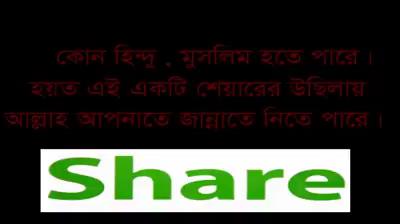 কোন হিন্দু , মুসলিম হতে পারে ।
হয়ত এই একটি শেয়ারের উছিলায়
আল্লাহ আপনাতে জান্নাতে নিতে পারে ।
Share